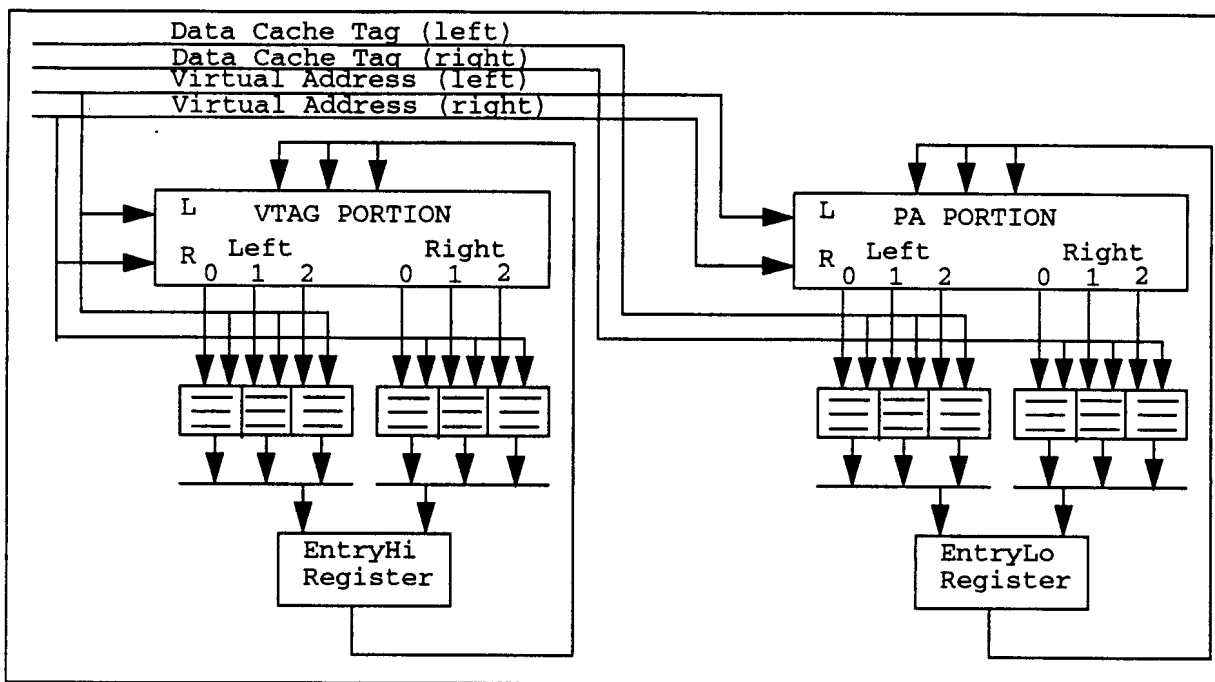 Data Cache Tag (left)
Data Cache Tag (right)
Virtual Address (left)
Virtual Address (right)
L VTAG PORTION
R Left Right
0 1 2 0 1 2
L PA PORTION
R Left Right
0 1 2 0 1 2
EntryHi
Register
EntryLo
Register